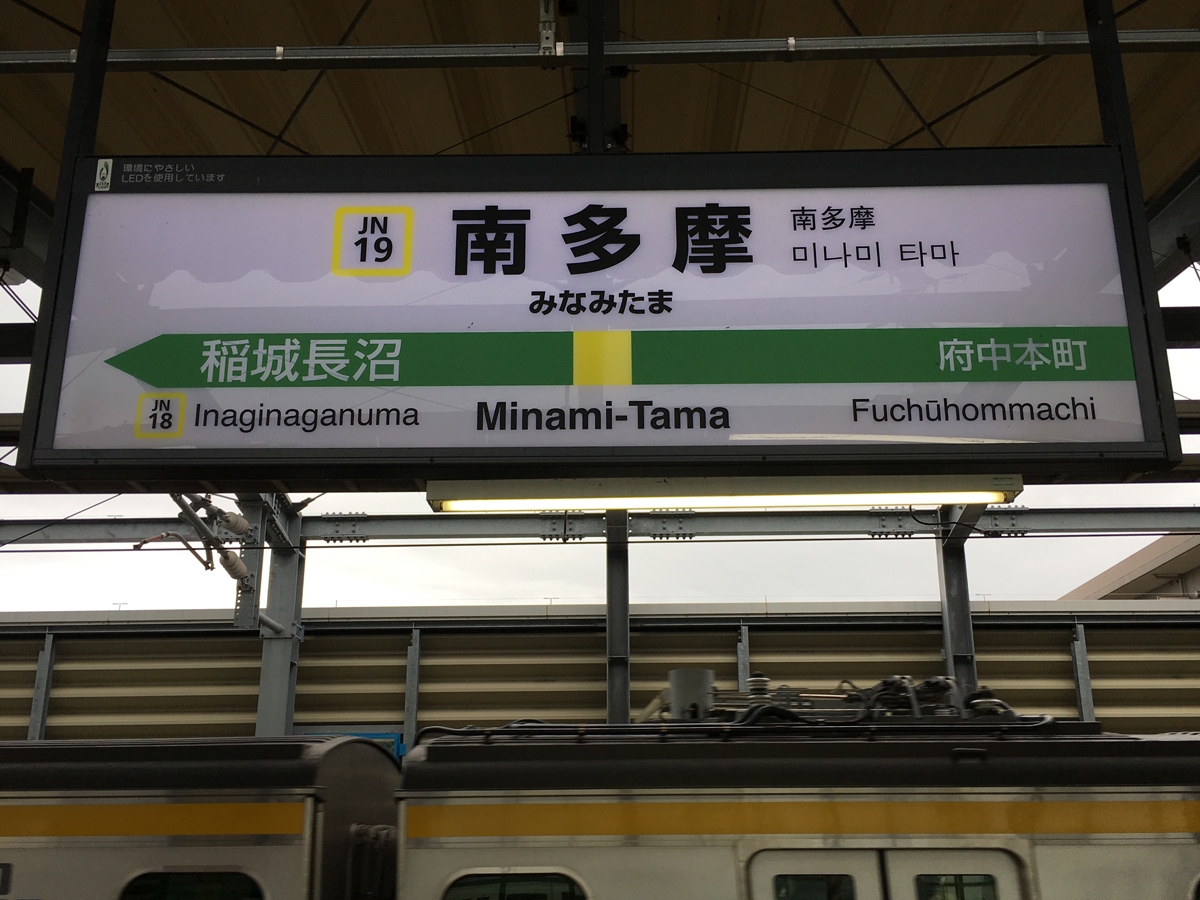 環境にやさしい
LEDを使用しています
JN
19
南多摩
南多摩
미나미 타마
みなみたま
稲城長沼
府中本町
JN
18
Inaginaganuma
Minami-Tama
Fuchūhommachi